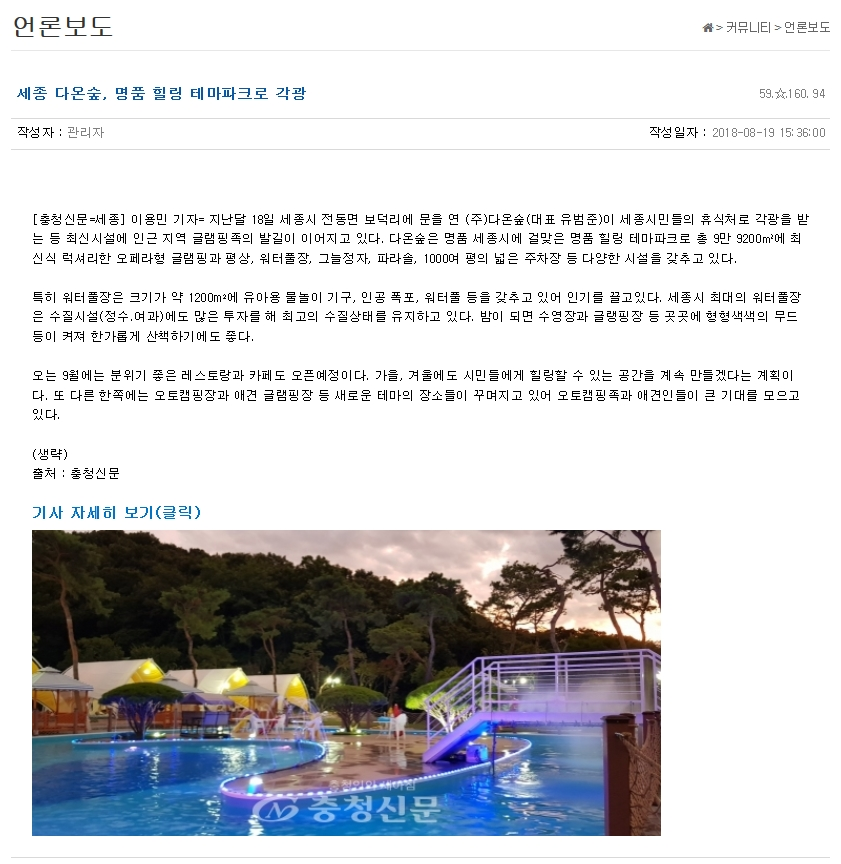 언론보도
> 커뮤니티 > 언론보도
세종 다온숲, 명품 힐링 테마파크로 각광
59.☆.160. 94
작성자 : 관리자
작성일자 : 2018-08-19 15:36:00
[충청신문=세종] 이용민 기자= 지난달 18일 세종시 전동면 보덕리에 문을 연 (주)다온숲(대표 유범준)이 세종시민들의 휴식처로 각광을 받
는 등 최신시설에 인근 지역 글램핑족의 발길이 이어지고 있다. 다온숲은 명품 세종시에 걸맞은 명품 힐링 테마파크로 총 9만 9200㎡에 최
신식 럭셔리한 오페라형 글램핑과 평상, 워터풀장, 그늘정자, 파라솔, 1000여 평의 넓은 주차장 등 다양한 시설을 갖추고 있다.
특히 워터풀장은 크기가 약 1200㎡에 유아용 물놀이 기구, 인공 폭포, 워터풀 등을 갖추고 있어 인기를 끌고있다. 세종시 최대의 워터풀장
은 수질시설(정수.여과)에도 많은 투자를 해 최고의 수질상태를 유지하고 있다. 밤이 되면 수영장과 글랭핑장 등 곳곳에 형형색색의 무드
등이 켜져 한가롭게 산책하기에도 좋다.
오는 9월에는 분위기 좋은 레스토랑과 카페도 오픈예정이다. 가을, 겨울에도 시민들에게 힐링할 수 있는 공간을 계속 만들겠다는 계획이
다. 또 다른 한쪽에는 오토캠핑장과 애견 글램핑장 등 새로운 테마의 장소들이 꾸며지고 있어 오토캠핑족과 애견인들이 큰 기대를 모으고
있다.
(생략)
출처 : 충청신문
기사 자세히 보기(클릭)
충청신문